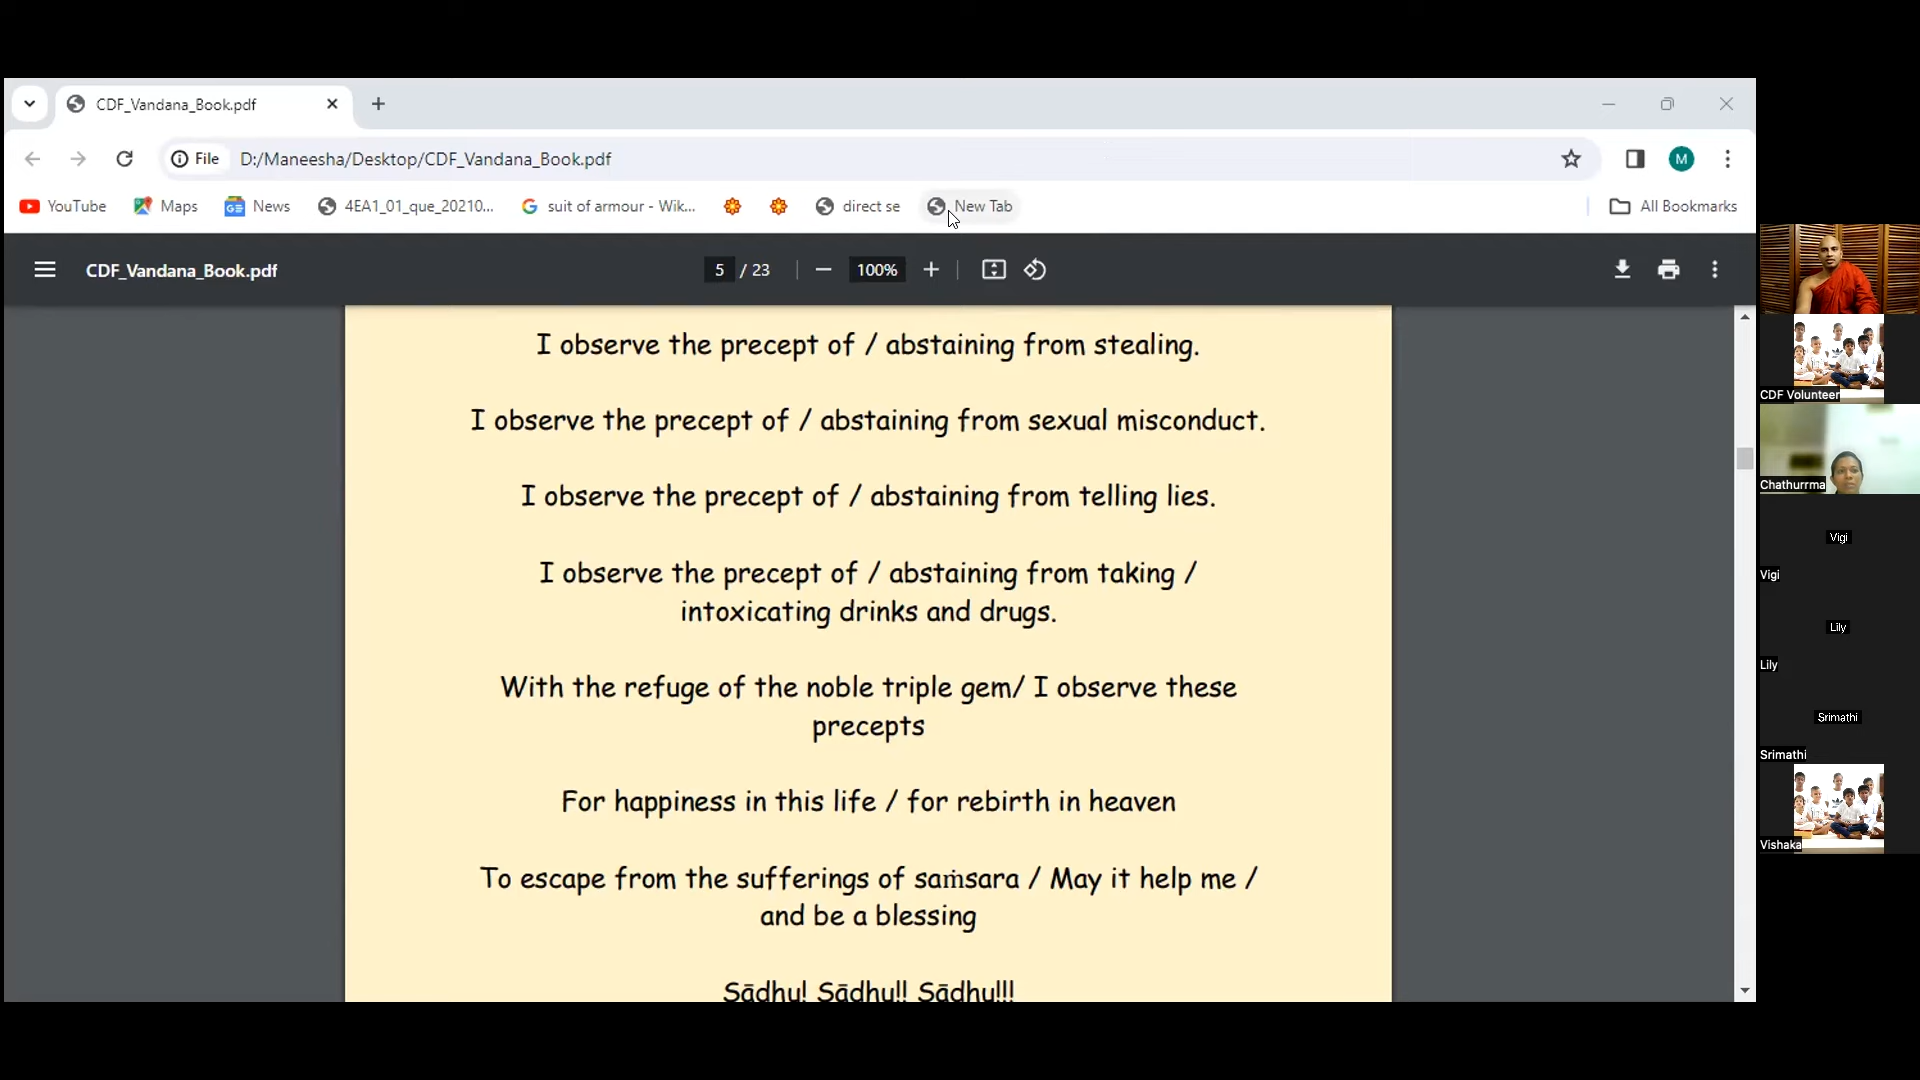 CDF_Vandana_Book.pdf
File D:/Maneesha/Desktop/CDF_Vandana_Book.pdf M
YouTube Maps News 4EA1_01_que_20210... suit of armour - Wik... direct se New Tab All Bookmarks
CDF_Vandana_Book.pdf 5 / 23 100%
I observe the precept of / abstaining from stealing.
I observe the precept of / abstaining from sexual misconduct.
I observe the precept of / abstaining from telling lies.
I observe the precept of / abstaining from taking /
intoxicating drinks and drugs.
With the refuge of the noble triple gem/ I observe these
precepts
For happiness in this life / for rebirth in heaven
To escape from the sufferings of saṁsara / May it help me /
and be a blessing
Sādhu! Sādhu!! Sādhu!!!
CDF Volunteer
Chathurrma
Vigi
Vigi
Lily
Lily
Srimathi
Srimathi
Vishaka